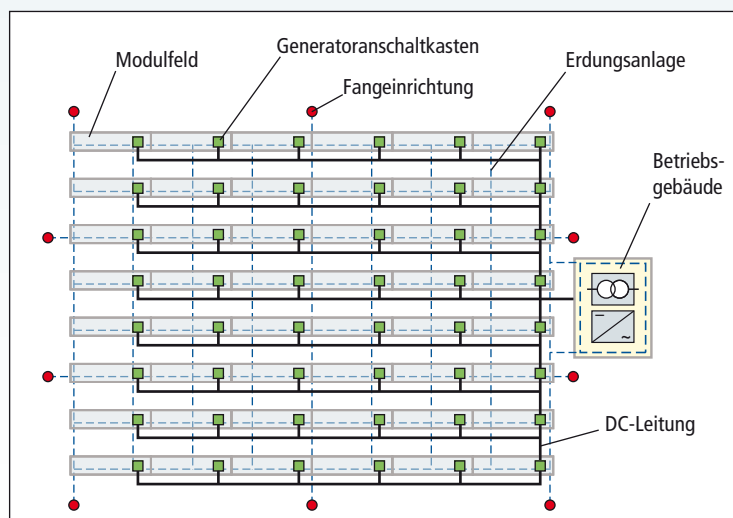 Modulfeld
Generatoranschaltkasten
Fangeinrichtung
Erdungsanlage
Betriebs-
gebäude
DC-Leitung